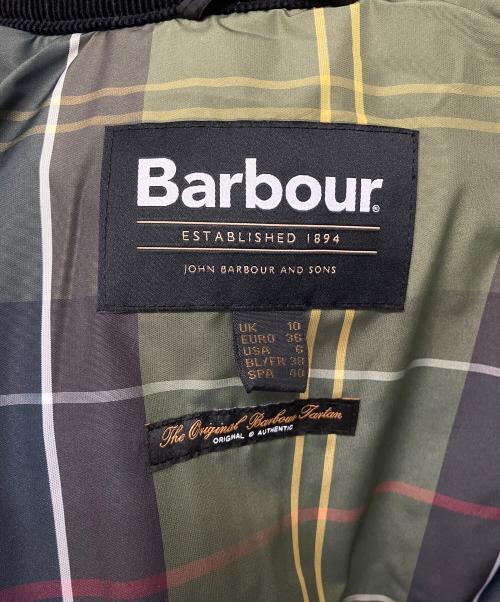 Barbour®
ESTABLISHED 1894
JOHN BARBOUR AND SONS
UK 10
EURO 36
USA 6
BL/FR 38
SPA 40
The Original Barbour Tartan
ORIGINAL & AUTHENTIC